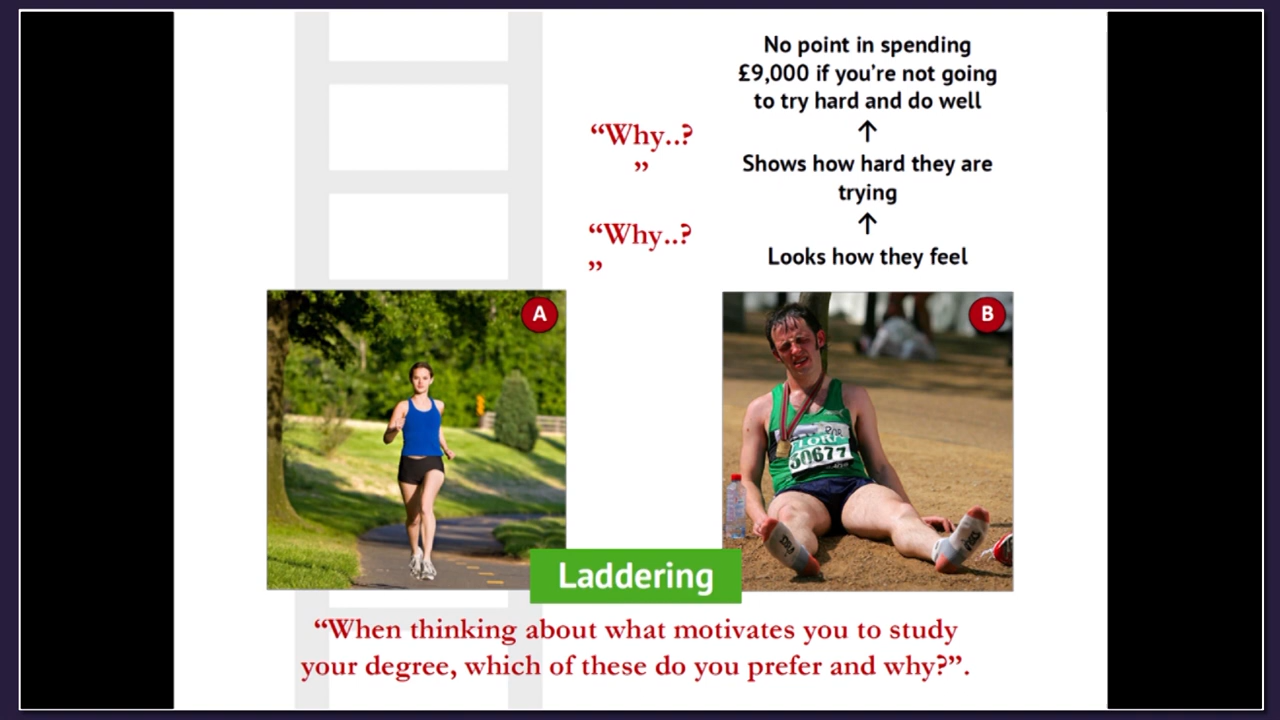 No point in spending
£9,000 if you’re not going
to try hard and do well
“Why..?
”
↑
Shows how hard they are
trying
“Why..?
”
↑
Looks how they feel
A
B
50677
Laddering
“When thinking about what motivates you to study
your degree, which of these do you prefer and why?”.